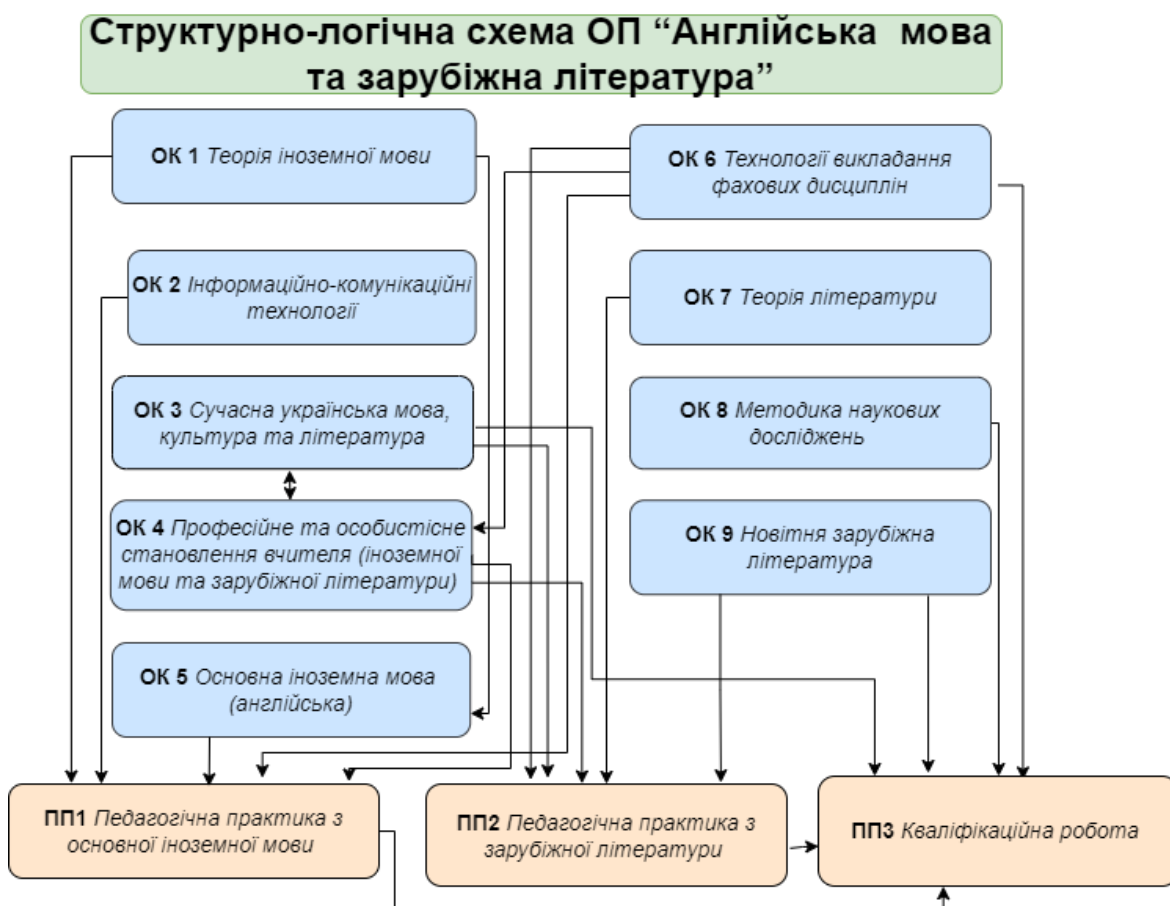 Структурно-логічна схема ОП “Англійська мова
та зарубіжна література”
ОК 1 Теорія іноземної мови
ОК 2 Інформаційно-комунікаційні
технології
ОК 3 Сучасна українська мова,
культура та література
ОК 4 Професійне та особистісне
становлення вчителя (іноземної
мови та зарубіжної літератури)
ОК 5 Основна іноземна мова
(англійська)
ОК 6 Технології викладання
фахових дисциплін
ОК 7 Теорія літератури
ОК 8 Методика наукових
досліджень
ОК 9 Новітня зарубіжна
література
ПП1 Педагогічна практика з
основної іноземної мови
ПП2 Педагогічна практика з
зарубіжної літератури
ПП3 Кваліфікаційна робота